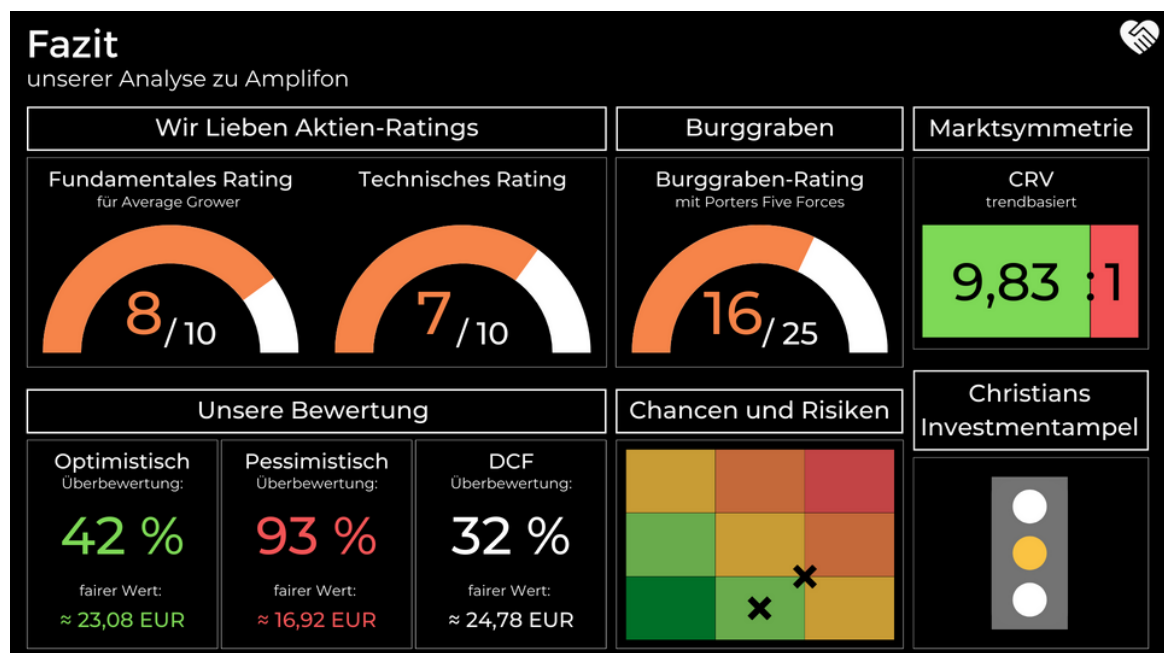 Fazit
unserer Analyse zu Amplifon
Wir Lieben Aktien-Ratings
Fundamentales Rating
für Average Grower
8/ 10
Technisches Rating
7/ 10
Burggraben
Burggraben-Rating
mit Porters Five Forces
16/ 25
Marktsymmetrie
CRV
trendbasiert
9,83 :1
Unsere Bewertung
Optimistisch
Überbewertung:
42 %
fairer Wert:
≈ 23,08 EUR
Pessimistisch
Überbewertung:
93 %
fairer Wert:
≈ 16,92 EUR
DCF
Überbewertung:
32 %
fairer Wert:
≈ 24,78 EUR
Chancen und Risiken
Christians
Investmentampel